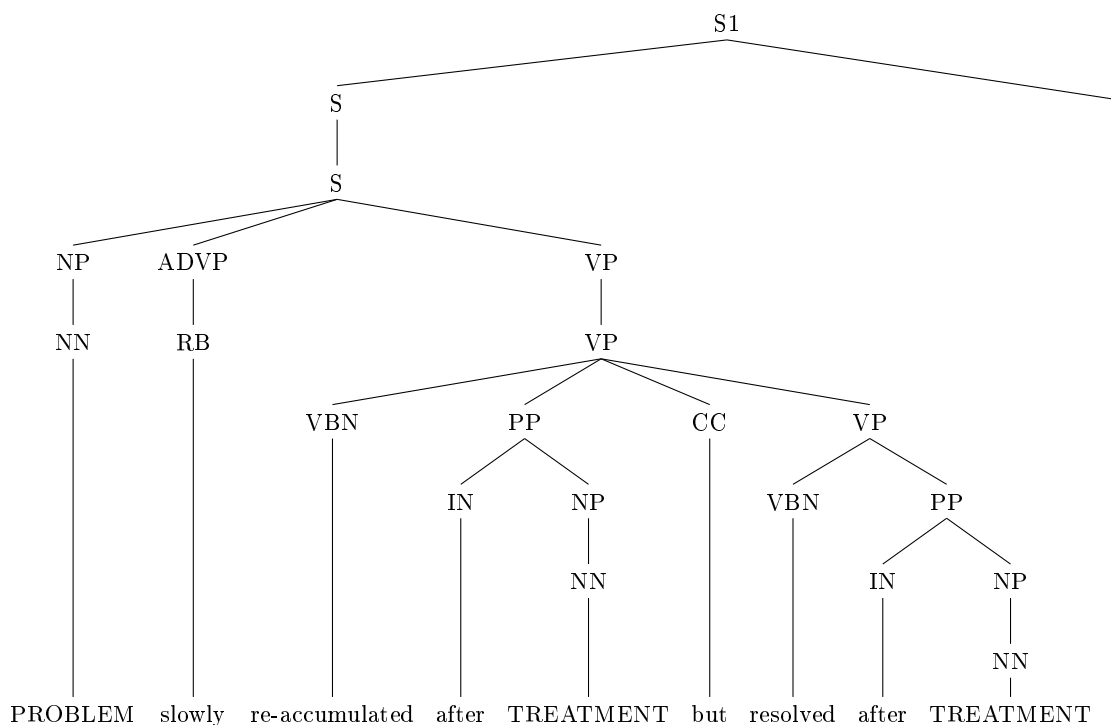 S1
S
S
NP ADVP VP
NN RB VP
VBN PP CC VP
IN NP VBN PP
NN IN NP
NN
PROBLEM slowly re-accumulated after TREATMENT but resolved after TREATMENT